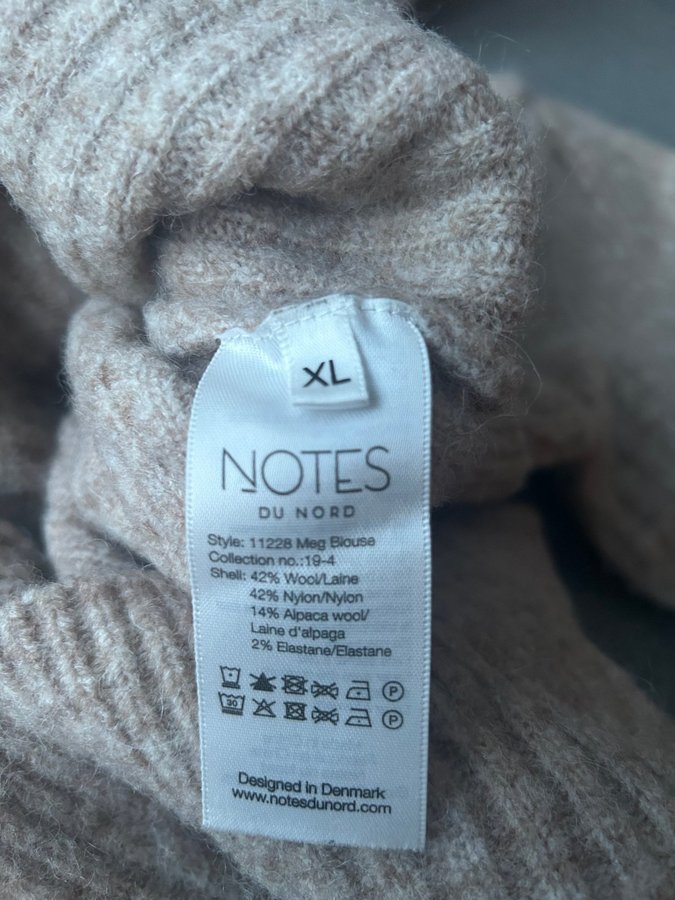 XL
NOTES
DU NORD
Style: 11228 Meg Blouse
Collection no.:19-4
Shell: 42% Wool/Laine
42% Nylon/Nylon
14% Alpaca wool/
Laine d'alpaga
2% Elastane/Elastane
P
30 P
Designed in Denmark
www.notesdunord.com